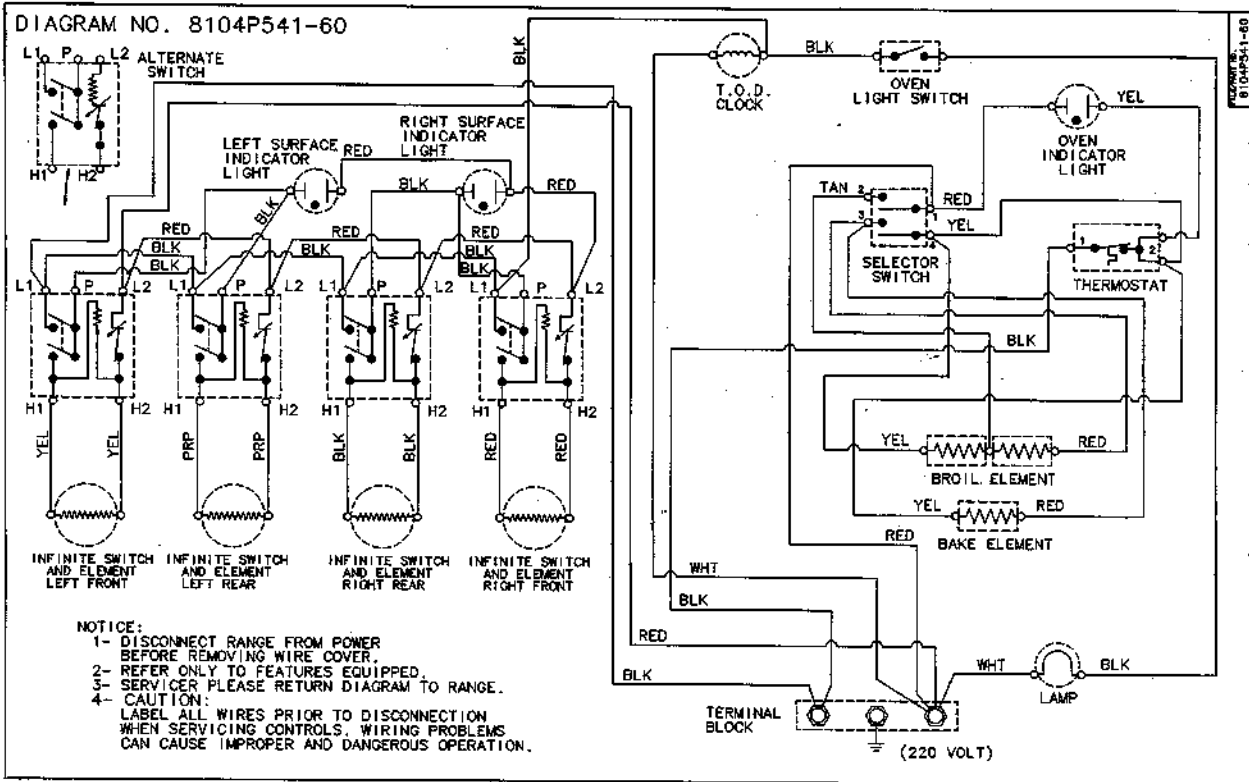 DIAGRAM NO. 8104P541-60
8104P541-60
L1 P L2
ALTERNATE
SWITCH
H1 H2
BLK
T.O.D.
CLOCK
BLK
OVEN
LIGHT SWITCH
YEL
OVEN
INDICATOR
LIGHT
LEFT SURFACE
INDICATOR
LIGHT
RED
RIGHT SURFACE
INDICATOR
LIGHT
BLK
RED
BLK
TAN 2
3
RED
1
YEL
SELECTOR
SWITCH
1
2
THERMOSTAT
RED
BLK
BLK
RED
BLK
RED
BLK
L1 P L2
L1 P L2
L1 P L2
L1 P L2
H1 H2
H1 H2
H1 H2
H1 H2
YEL YEL
PRP PRP
BLK BLK
RED RED
BLK
YEL RED
BROIL ELEMENT
YEL RED
BAKE ELEMENT
RED
INFINITE SWITCH
AND ELEMENT
LEFT FRONT
INFINITE SWITCH
AND ELEMENT
LEFT REAR
INFINITE SWITCH
AND ELEMENT
RIGHT REAR
INFINITE SWITCH
AND ELEMENT
RIGHT FRONT
WHT
BLK
RED
BLK
WHT
BLK
LAMP
TERMINAL
BLOCK
(220 VOLT)
NOTICE:
1- DISCONNECT RANGE FROM POWER
BEFORE REMOVING WIRE COVER.
2- REFER ONLY TO FEATURES EQUIPPED.
3- SERVICER PLEASE RETURN DIAGRAM TO RANGE.
4- CAUTION:
LABEL ALL WIRES PRIOR TO DISCONNECTION
WHEN SERVICING CONTROLS. WIRING PROBLEMS
CAN CAUSE IMPROPER AND DANGEROUS OPERATION.